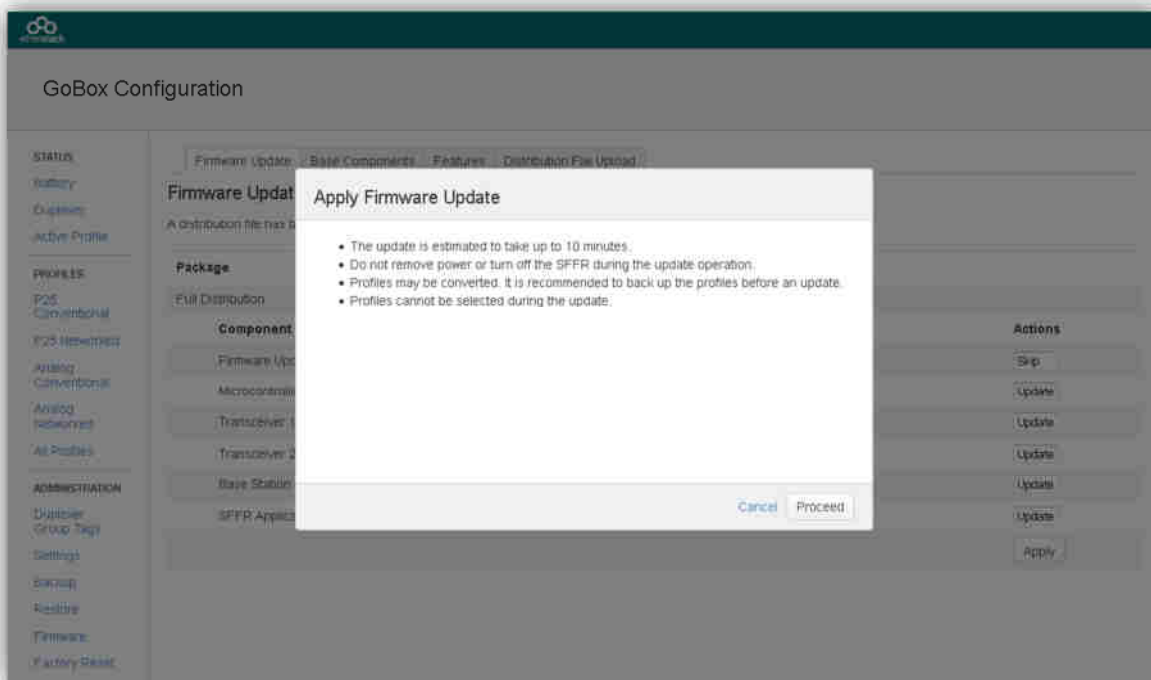 GoBox Configuration
STATUS
Battery
Duplexer
Active Profile
PROFILES
P25
Conventional
P25 Networked
Analog
Conventional
Analog
Networked
All Profiles
ADMINISTRATION
Duplexer
Group Tags
Settings
Backup
Restore
Firmware
Factory Reset
Firmware Update
Base Components
Features
Distribution File Upload
Firmware Updat
A distribution file has b
Package
Full Distribution
Component
Actions
Firmware Upd
Skip
Microcontrolle
Update
Transceiver 1
Update
Transceiver 2
Update
Base Station
Update
SFFR Applica
Update
Apply
Apply Firmware Update
• The update is estimated to take up to 10 minutes.
• Do not remove power or turn off the SFFR during the update operation.
• Profiles may be converted. It is recommended to back up the profiles before an update.
• Profiles cannot be selected during the update.
Cancel
Proceed